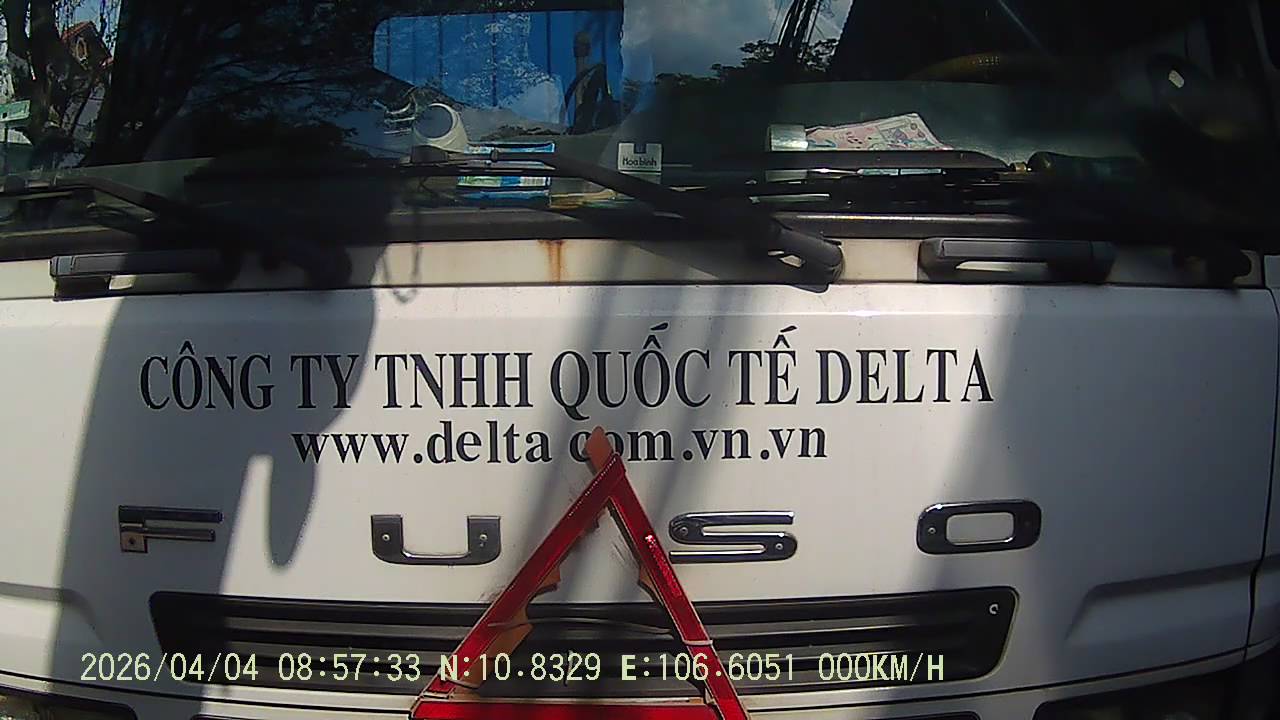 Hoabinh
CÔNG TY TNHH QUỐC TẾ DELTA
www.delta com.vn.vn
FUSO
2026/04/04 08:57:33 N:10.8329 E:106.6051 000KM/H